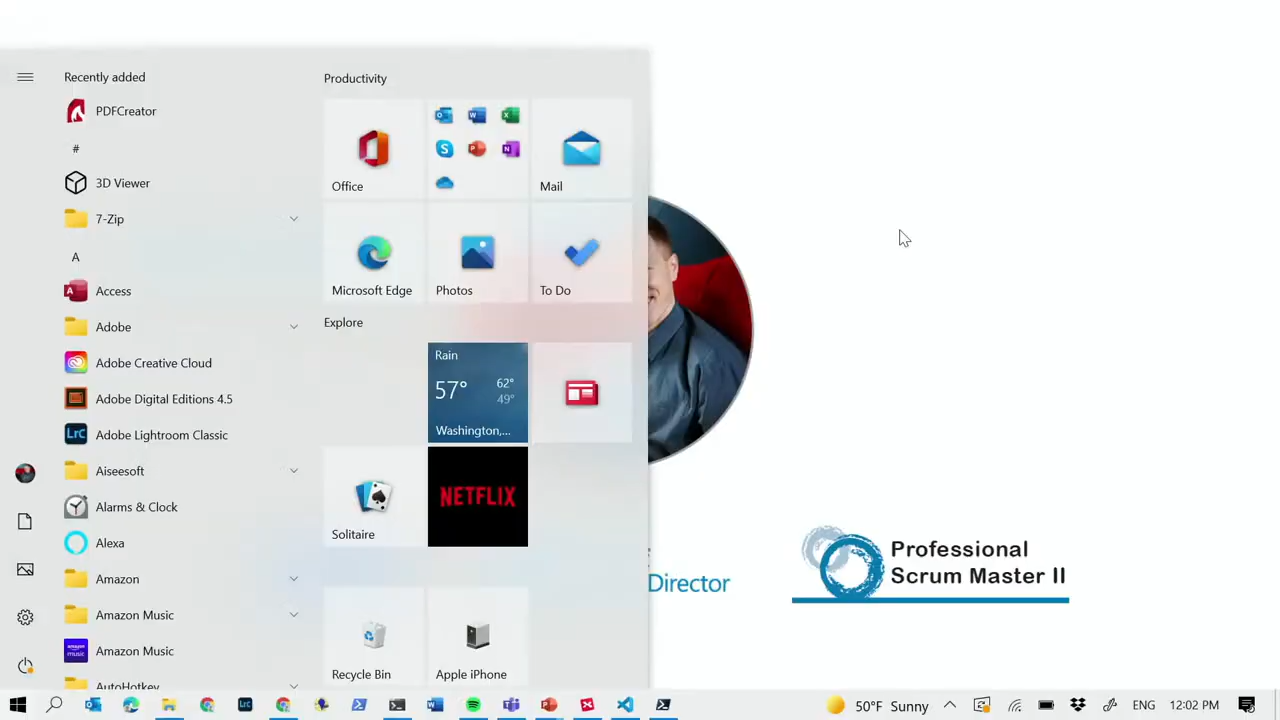 Recently added
PDFCreator
#
3D Viewer
7-Zip
A
Access
Adobe
Adobe Creative Cloud
Adobe Digital Editions 4.5
Lrc
Adobe Lightroom Classic
Aiseesoft
Alarms & Clock
Alexa
Amazon
Amazon Music
amazon music
Amazon Music
AutoHotkey
Productivity
Office
Mail
Microsoft Edge
Photos
To Do
Explore
Rain
57°
62°
49°
Washington,...
Solitaire
NETFLIX
Recycle Bin
Apple iPhone
Director
Professional
Scrum Master II
50°F Sunny
ENG
12:02 PM